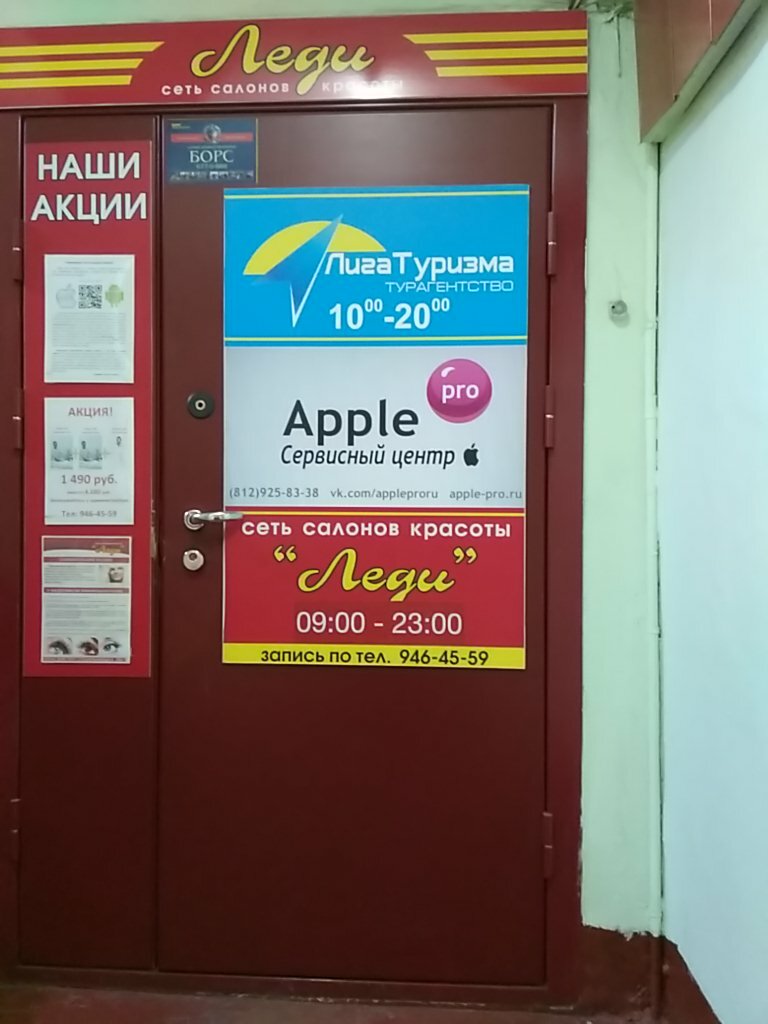 Леди
сеть салонов красоты
НАШИ
АКЦИИ
БОРС
ЛигаТуризма
ТУРАГЕНТСТВО
10⁰⁰-20⁰⁰
pro
Apple
Сервисный центр
(812)925-83-38 vk.com/appleproru apple-pro.ru
сеть салонов красоты
“Леди”
09:00 - 23:00
запись по тел. 946-45-59
АКЦИЯ!
1 490 руб.
Тел: 946-45-59